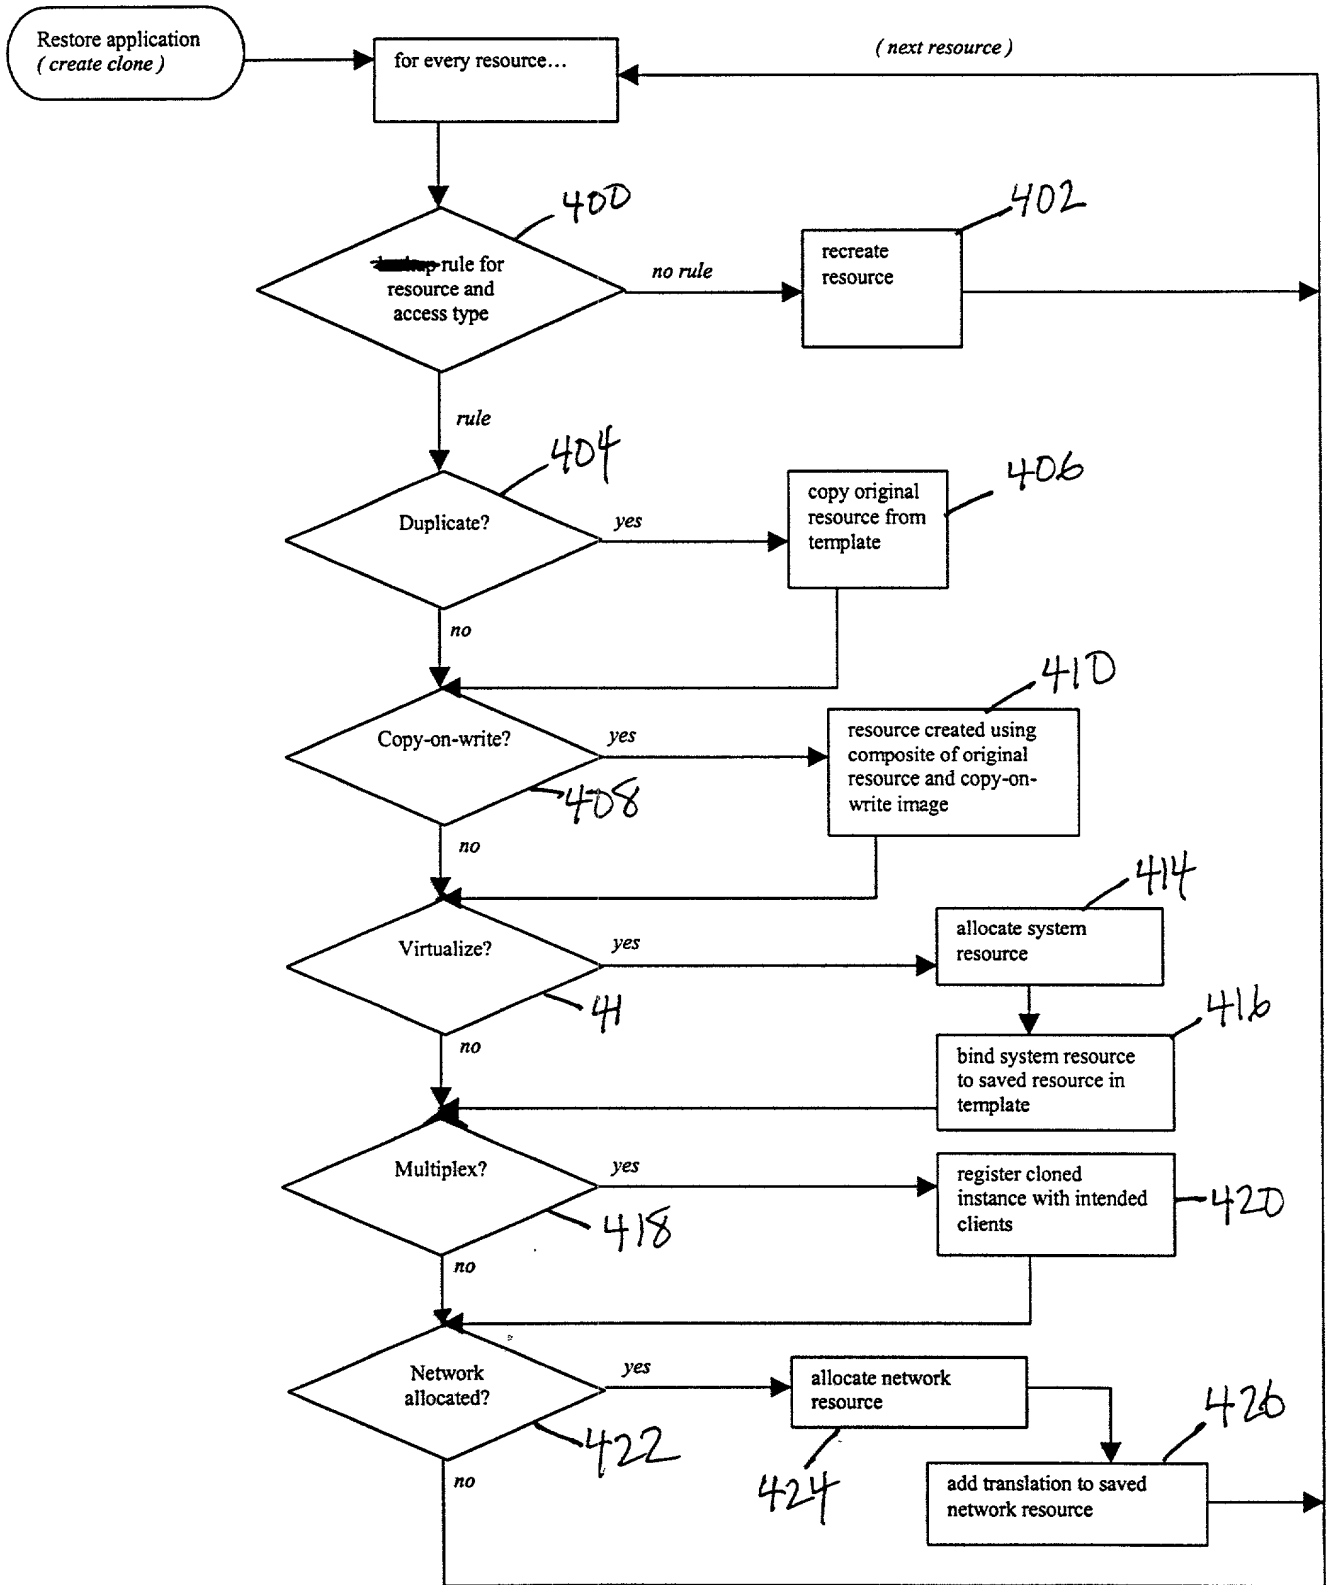 Restore application
( create clone )
for every resource...
( next resource )
400
rule for
resource and
access type
no rule
402
recreate
resource
rule
404
Duplicate?
yes
406
copy original
resource from
template
no
410
Copy-on-write?
yes
resource created using
composite of original
resource and copy-on-
write image
408
no
414
Virtualize?
yes
allocate system
resource
41
416
no
bind system resource
to saved resource in
template
Multiplex?
yes
register cloned
instance with intended
clients
420
418
no
Network
allocated?
yes
allocate network
resource
426
422
424
no
add translation to saved
network resource